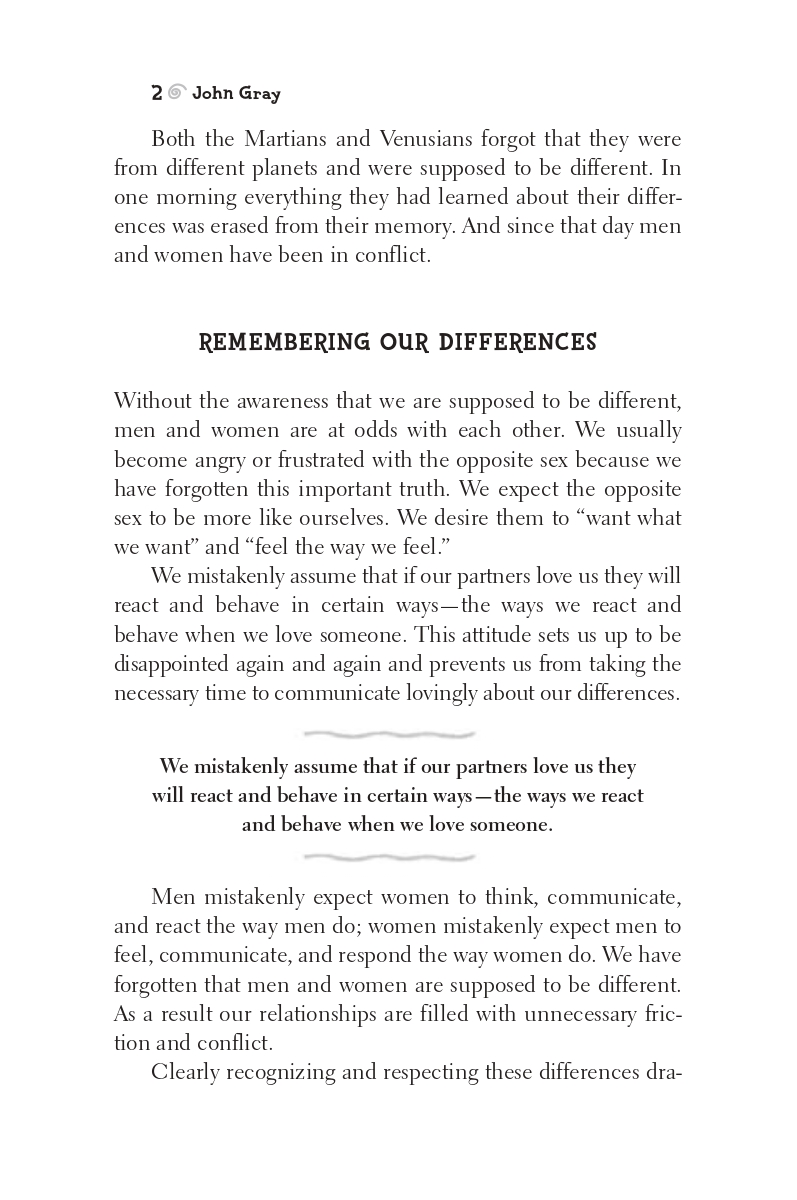 2 John Gray
Both the Martians and Venusians forgot that they were
from different planets and were supposed to be different. In
one morning everything they had learned about their differ-
ences was erased from their memory. And since that day men
and women have been in conflict.
REMEMBERING OUR DIFFERENCES
Without the awareness that we are supposed to be different,
men and women are at odds with each other. We usually
become angry or frustrated with the opposite sex because we
have forgotten this important truth. We expect the opposite
sex to be more like ourselves. We desire them to “want what
we want” and “feel the way we feel.”
We mistakenly assume that if our partners love us they will
react and behave in certain ways—the ways we react and
behave when we love someone. This attitude sets us up to be
disappointed again and again and prevents us from taking the
necessary time to communicate lovingly about our differences.
We mistakenly assume that if our partners love us they
will react and behave in certain ways—the ways we react
and behave when we love someone.
Men mistakenly expect women to think, communicate,
and react the way men do; women mistakenly expect men to
feel, communicate, and respond the way women do. We have
forgotten that men and women are supposed to be different.
As a result our relationships are filled with unnecessary fric-
tion and conflict.
Clearly recognizing and respecting these differences dra-